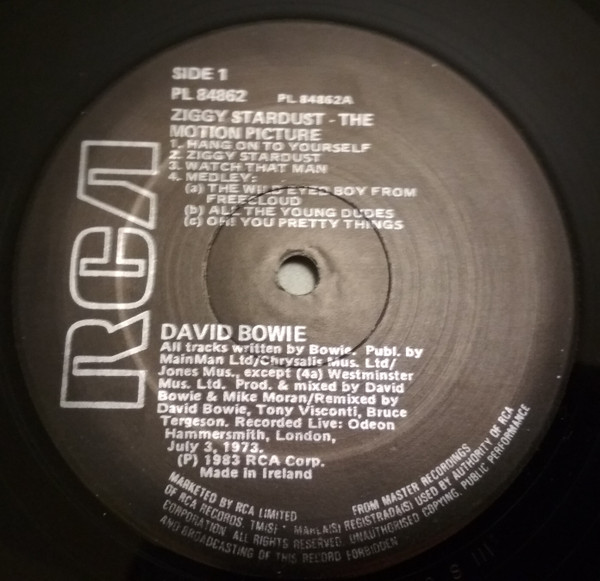 SIDE 1
PL 84862 PL 84862A
ZIGGY STARDUST - THE
MOTION PICTURE
1. HANG ON TO YOURSELF
2. ZIGGY STARDUST
3. WATCH THAT MAN
4. MEDLEY:
(a) THE WILD EYED BOY FROM
FREECLOUD
(b) ALL THE YOUNG DUDES
(c) OH! YOU PRETTY THINGS
RCA
DAVID BOWIE
All tracks written by Bowie. Publ. by
MainMan Ltd/Chrysalis Mus. Ltd/
Jones Mus., except (4a) Westminster
Mus. Ltd. Prod. & mixed by David
Bowie & Mike Moran/Remixed by
David Bowie, Tony Visconti, Bruce
Tergeson. Recorded Live: Odeon
Hammersmith, London,
July 3, 1973.
(P) 1983 RCA Corp.
Made in Ireland
MARKETED BY RCA LIMITED FROM MASTER RECORDINGS
OF RCA RECORDS. TM(S) ® MARCA(S) REGISTRADA(S) USED BY AUTHORITY OF RCA
CORPORATION. ALL RIGHTS RESERVED. UNAUTHORISED COPYING, PUBLIC PERFORMANCE
AND BROADCASTING OF THIS RECORD FORBIDDEN